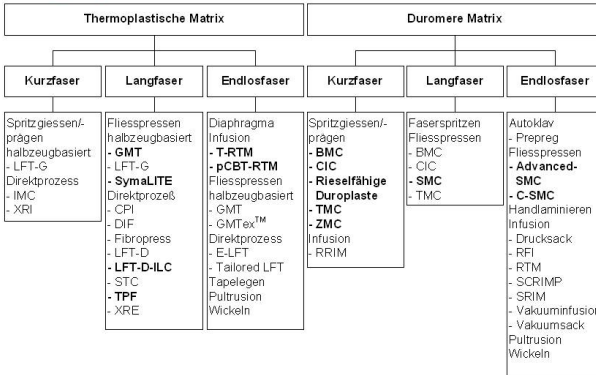 Thermoplastische Matrix
Duromere Matrix
Kurzfaser
Langfaser
Endlosfaser
Kurzfaser
Langfaser
Endlosfaser
Spritzgiessen/-
prägen
halbzeugbasiert
- LFT-G
Direktprozess
- IMC
- XRI
Fliesspressen
halbzeugbasiert
- GMT
- LFT-G
- SymaLITE
Direktprozeß
- CPI
- DIF
- Fibropress
- LFT-D
- LFT-D-ILC
- STC
- TPF
- XRE
Diaphragma
Infusion
- T-RTM
- pCBT-RTM
Fliesspressen
halbzeugbasiert
- GMT
- GMTex™
Direktprozess
- E-LFT
- Tailored LFT
Tapelegen
Pultrusion
Wickeln
Spritzgiessen/-
prägen
- BMC
- CIC
- Rieselfähige
Duroplaste
- TMC
- ZMC
Infusion
- RRIM
Faserspritzen
Fliesspressen
- BMC
- CIC
- SMC
- TMC
Autoklav
- Prepreg
Fliesspressen
- Advanced-
SMC
- C-SMC
Handlaminieren
Infusion
- Drucksack
- RFI
- RTM
- SCRIMP
- SRIM
- Vakuuminfusion
- Vakuumsack
Pultrusion
Wickeln